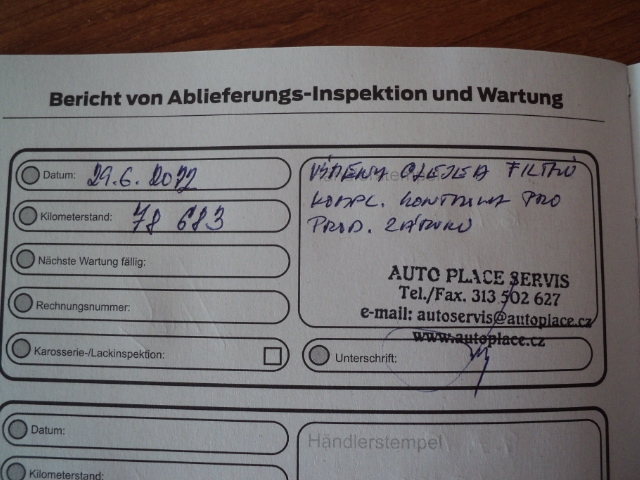 Bericht von Ablieferungs-Inspektion und Wartung
Datum: 29.6. 2012
Kilometerstand: 78 683
Nächste Wartung fällig:
Rechnungsnummer:
Karosserie-/Lackinspektion:
VÝMĚNA OLEJE A FILTRŮ
KOMPL. KONTROLA PRO
PROD. ZÁRUKU
AUTO PLACE SERVIS
Tel./Fax. 313 502 627
e-mail: autoservis@autoplace.cz
www.autoplace.cz
Unterschrift:
Datum:
Kilometerstand:
Händlerstempel